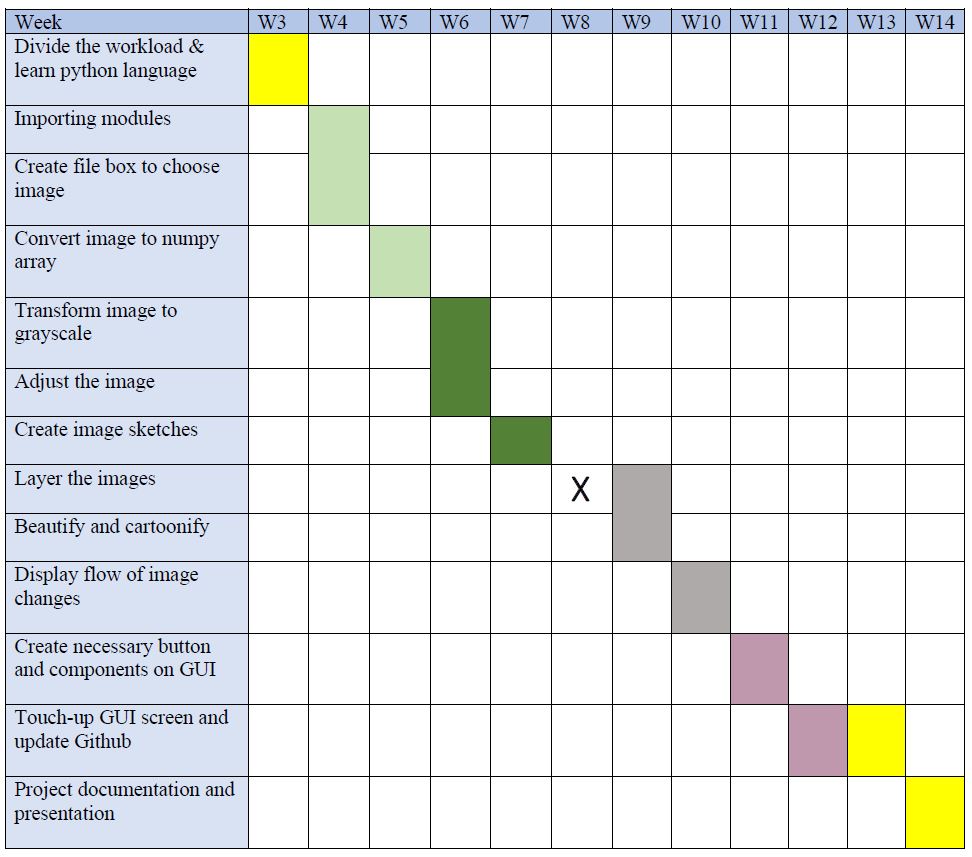 Week W3 W4 W5 W6 W7 W8 W9 W10 W11 W12 W13 W14
Divide the workload &
learn python language
Importing modules
Create file box to choose
image
Convert image to numpy
array
Transform image to
grayscale
Adjust the image
Create image sketches
Layer the images X
Beautify and cartoonify
Display flow of image
changes
Create necessary button
and components on GUI
Touch-up GUI screen and
update Github
Project documentation and
presentation